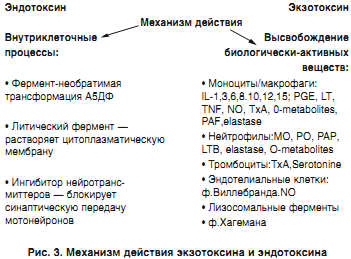 Эндотоксин Экзотоксин
Механизм действия
Внутриклеточные
процессы:
• Фермент-необратимая
трансформация А5ДФ
• Литический фермент —
растворяет цитоплазматическую
мембрану
• Ингибитор нейротранс-
миттеров — блокирует
синаптическую передачу
мотонейронов
Высвобождение
биологически-активных
веществ:
• Моноциты/макрофаги:
IL-1,3,6,8.10,12,15; PGE, LT,
TNF, NO, TxA, 0-metabolites,
PAF,elastase
• Нейтрофилы:MO, PO, PAP,
LTB, elastase, O-metabolites
• Тромбоциты:TxA,Serotonine
• Эндотелиальные клетки:
ф.Виллебранда.NO
• Лизосомальные ферменты
• ф.Хагемана
Рис. 3. Механизм действия экзотоксина и эндотоксина